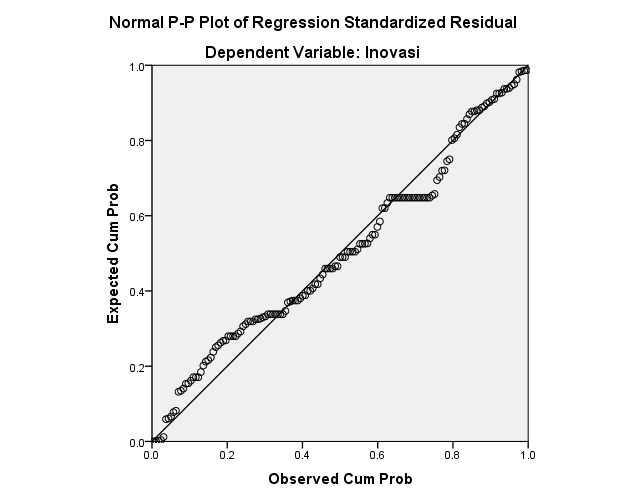 Normal P-P Plot of Regression Standardized Residual
Dependent Variable: Inovasi
Expected Cum Prob
1.0
0.8
0.6
0.4
0.2
0.0
0.0 0.2 0.4 0.6 0.8 1.0
Observed Cum Prob